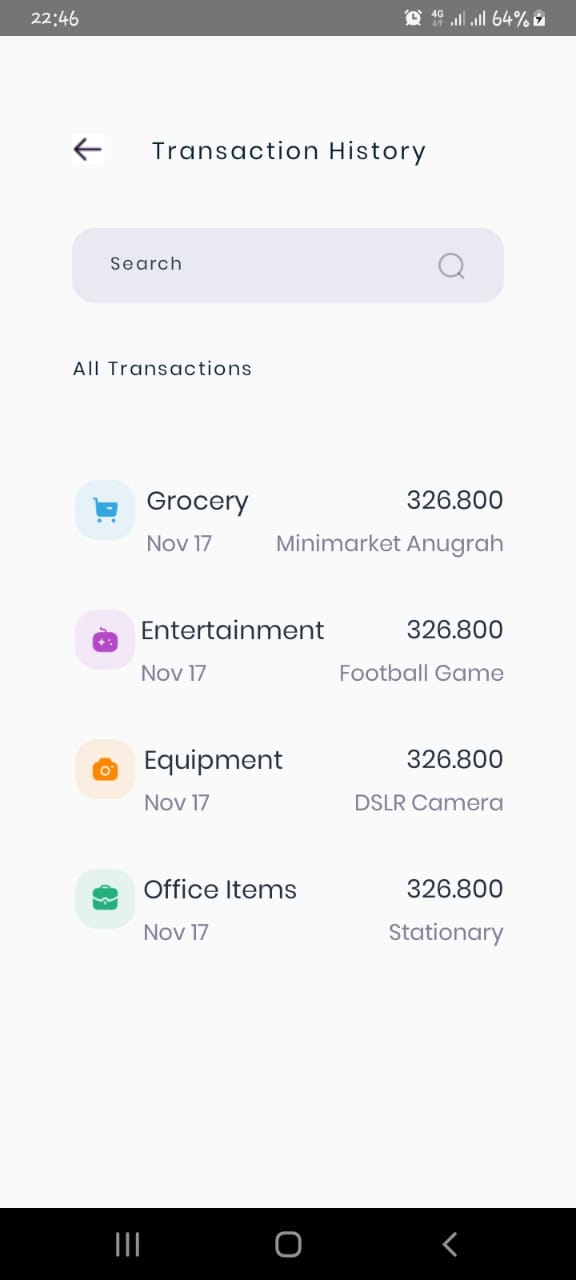 22:46 4G 64%
Transaction History
Search
All Transactions
Grocery 326.800
Nov 17 Minimarket Anugrah
Entertainment 326.800
Nov 17 Football Game
Equipment 326.800
Nov 17 DSLR Camera
Office Items 326.800
Nov 17 Stationary